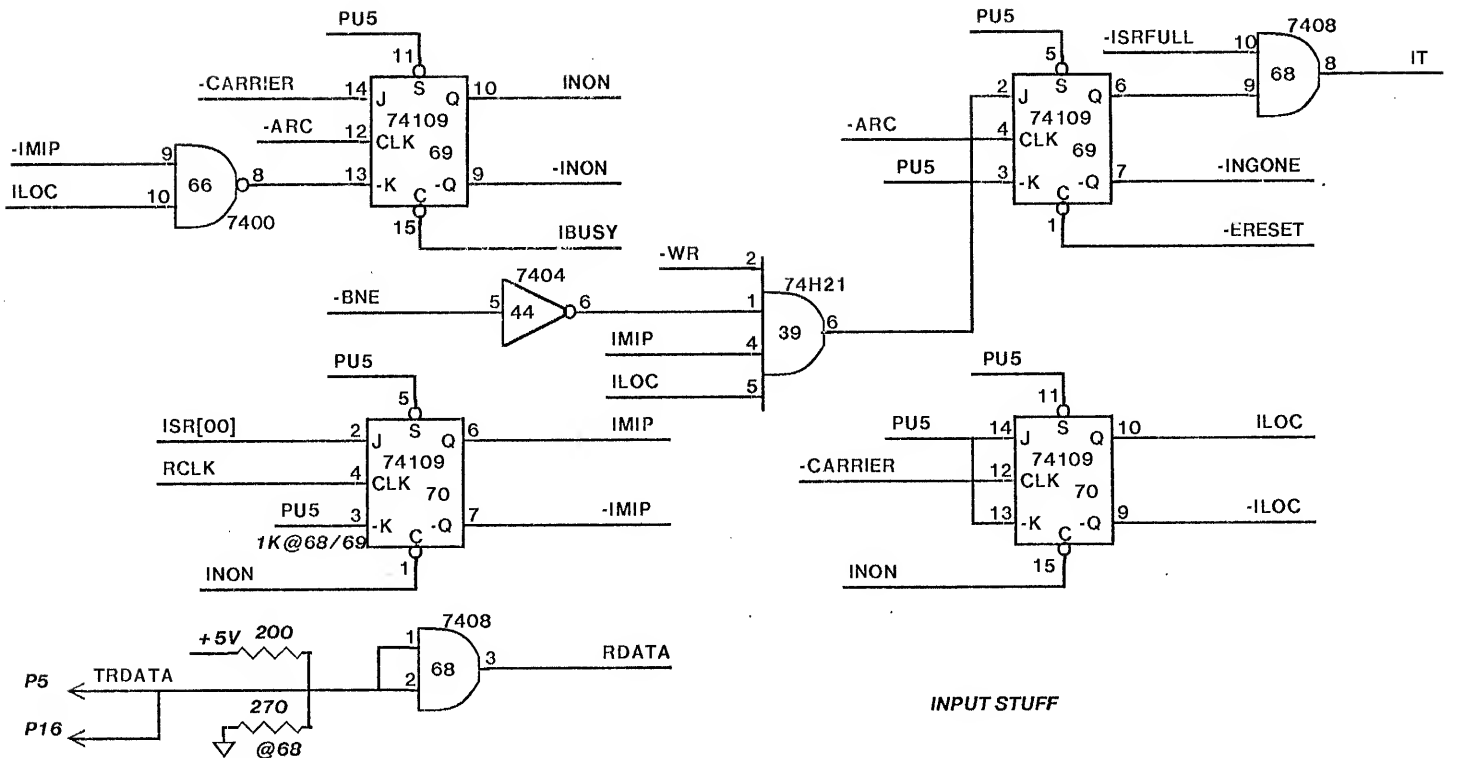 PU5
11
S
-CARRIER 14 J Q 10 INON
74109
-ARC 12 CLK
69
-IMIP 9
66 8 13 -K -Q 9 -INON
ILOC 10
7400
C
15 IBUSY
PU5
5
S
2 J Q 6
74109
-ARC 4 CLK
69
PU5 3 -K -Q 7 -INGONE
C
1 -ERESET
7408
-ISRFULL 10
68 8 IT
9
-WR 2
7404
74H21
-BNE 5 44 6 1
39 6
IMIP 4
ILOC 5
PU5
5
S
ISR[00] 2 J Q 6 IMIP
74109
RCLK 4 CLK
70
PU5 3 -K -Q 7 -IMIP
1K@68/69
C
INON 1
PU5
11
S
PU5 14 J Q 10 ILOC
74109
-CARRIER 12 CLK
70
13 -K -Q 9 -ILOC
C
INON 15
7408
+5V 200
1
68 3 RDATA
P5 TRDATA 2
270
P16
@68
INPUT STUFF